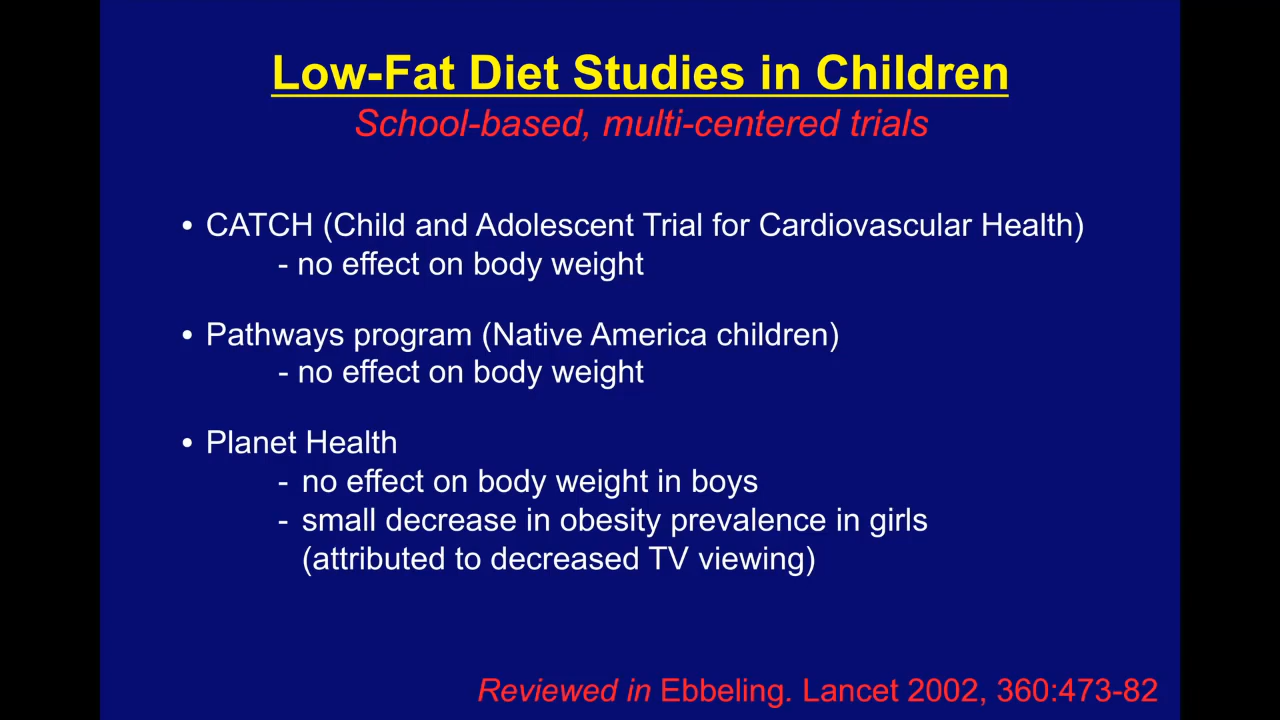 Low-Fat Diet Studies in Children
School-based, multi-centered trials
• CATCH (Child and Adolescent Trial for Cardiovascular Health)
- no effect on body weight
• Pathways program (Native America children)
- no effect on body weight
• Planet Health
- no effect on body weight in boys
- small decrease in obesity prevalence in girls
(attributed to decreased TV viewing)
Reviewed in Ebbeling. Lancet 2002, 360:473-82